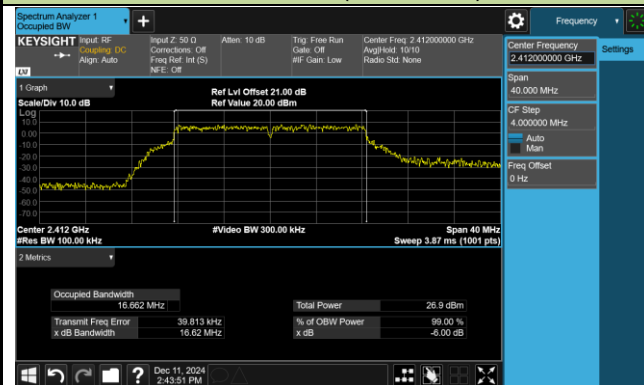 Spectrum Analyzer 1
Occupied BW
+
Frequency
KEYSIGHT
Input: RF
Coupling: DC
Align: Auto
Input Z: 50 Ω
Corrections: Off
Freq Ref: Int (S)
NFE: Off
Atten: 10 dB
Trig: Free Run
Gate: Off
#IF Gain: Low
Center Freq: 2.412000000 GHz
Avg|Hold: 10/10
Radio Std: None
LXI
Center Frequency
2.412000000 GHz
Settings
Span
40.000 MHz
CF Step
4.000000 MHz
Auto
Man
Freq Offset
0 Hz
1 Graph
Scale/Div 10.0 dB
Ref Lvl Offset 21.00 dB
Ref Value 20.00 dBm
Log
10.0
0.00
-10.0
-20.0
-30.0
-40.0
-50.0
-60.0
-70.0
Center 2.412 GHz
#Res BW 100.00 kHz
#Video BW 300.00 kHz
Span 40 MHz
Sweep 3.87 ms (1001 pts)
2 Metrics
Occupied Bandwidth
16.662 MHz
Total Power 26.9 dBm
Transmit Freq Error 39.813 kHz
% of OBW Power 99.00 %
x dB Bandwidth 16.62 MHz
x dB -6.00 dB
?
Dec 11, 2024
2:43:51 PM